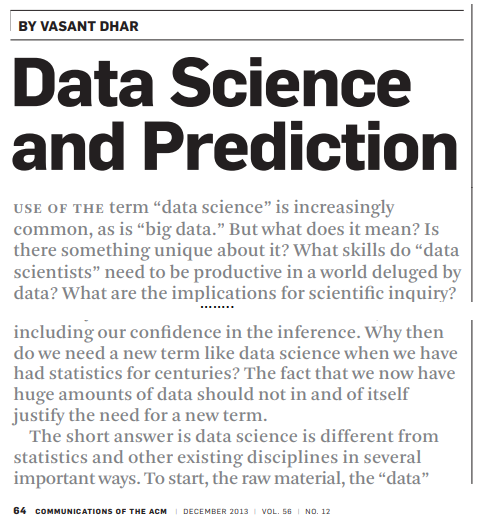 BY VASANT DHAR
Data Science
and Prediction
USE OF THE term “data science” is increasingly
common, as is “big data.” But what does it mean? Is
there something unique about it? What skills do “data
scientists” need to be productive in a world deluged by
data? What are the implications for scientific inquiry?
........
including our confidence in the inference. Why then
do we need a new term like data science when we have
had statistics for centuries? The fact that we now have
huge amounts of data should not in and of itself
justify the need for a new term.
The short answer is data science is different from
statistics and other existing disciplines in several
important ways. To start, the raw material, the “data”
64 COMMUNICATIONS OF THE ACM | DECEMBER 2013 | VOL. 56 | NO. 12